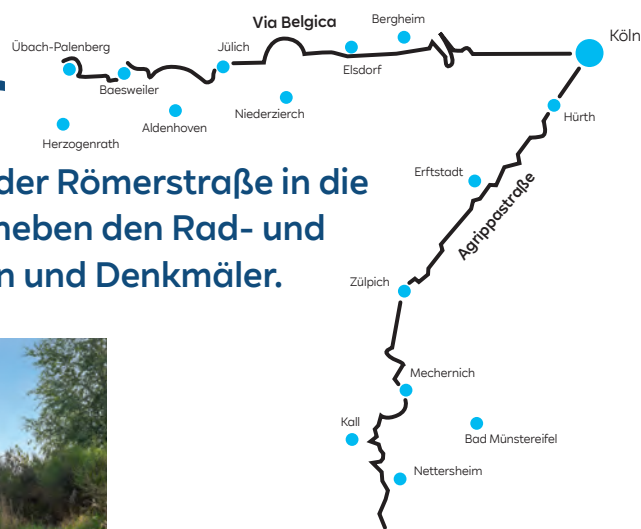 Via Belgica
Bergheim
Köln
Übach-Palenberg
Jülich
Elsdorf
Baesweiler
Niederzierch
Aldenhoven
Herzogenrath
Hürth
Erftstadt
Agrippastraße
der Römerstraße in die
neben den Rad- und
n und Denkmäler.
Zülpich
Mechernich
Kall
Bad Münstereifel
Nettersheim